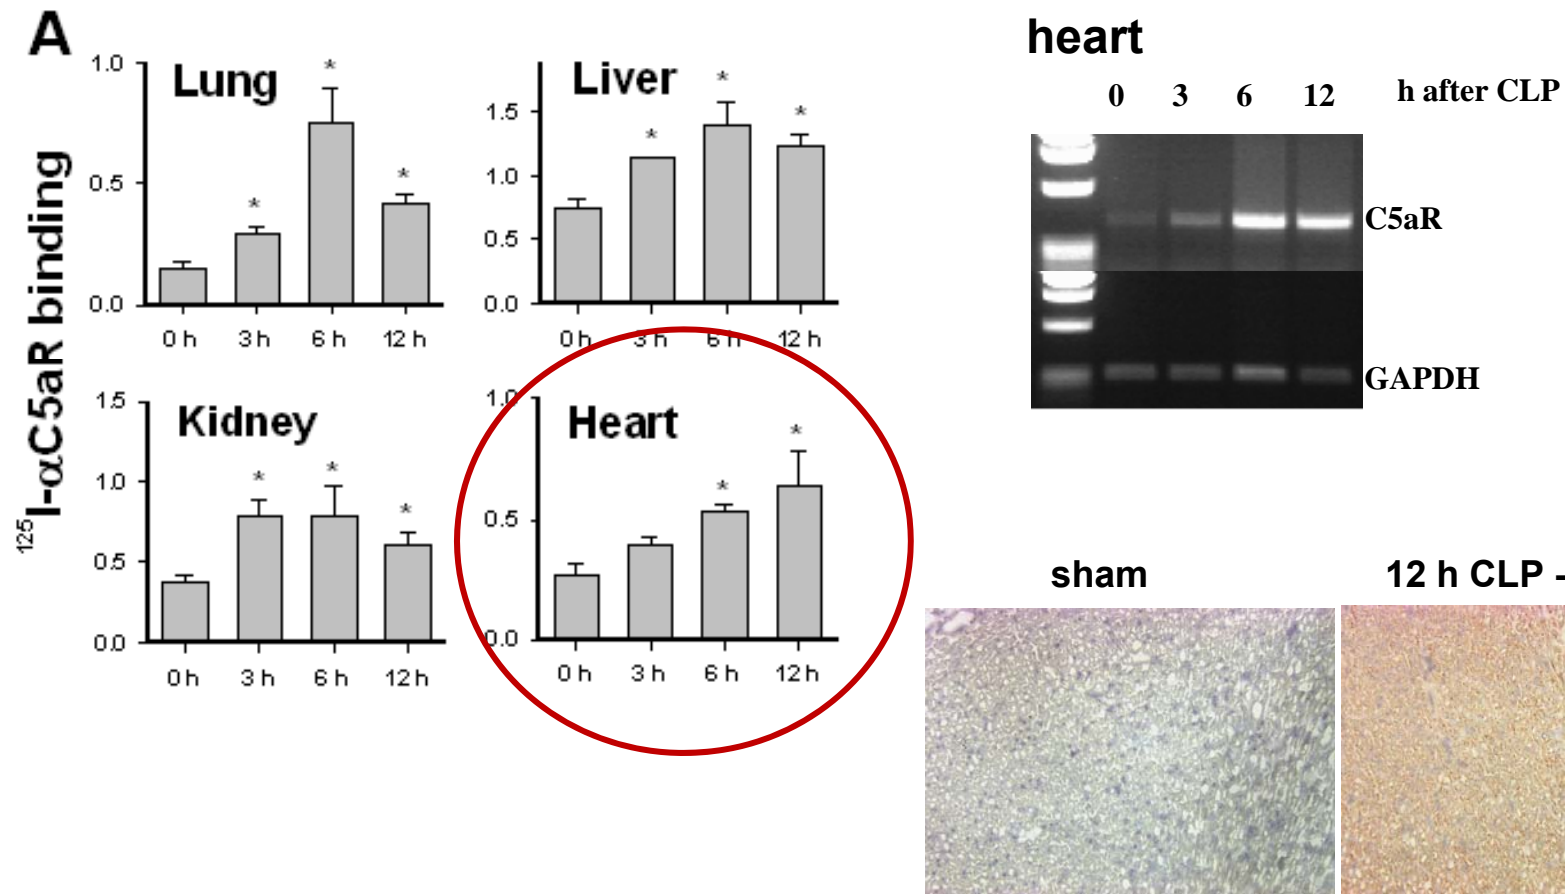 A
¹²⁵I-αC5aR binding
Lung
1.0
0.5
0.0
*
*
*
0 h 3 h 6 h 12 h
Liver
1.5
1.0
0.5
0.0
*
*
*
0 h 3 h 6 h 12 h
Kidney
1.5
1.0
0.5
0.0
*
*
*
0 h 3 h 6 h 12 h
Heart
1.0
0.5
0.0
*
*
0 h 3 h 6 h 12 h
heart
0 3 6 12 h after CLP
C5aR
GAPDH
sham
12 h CLP -